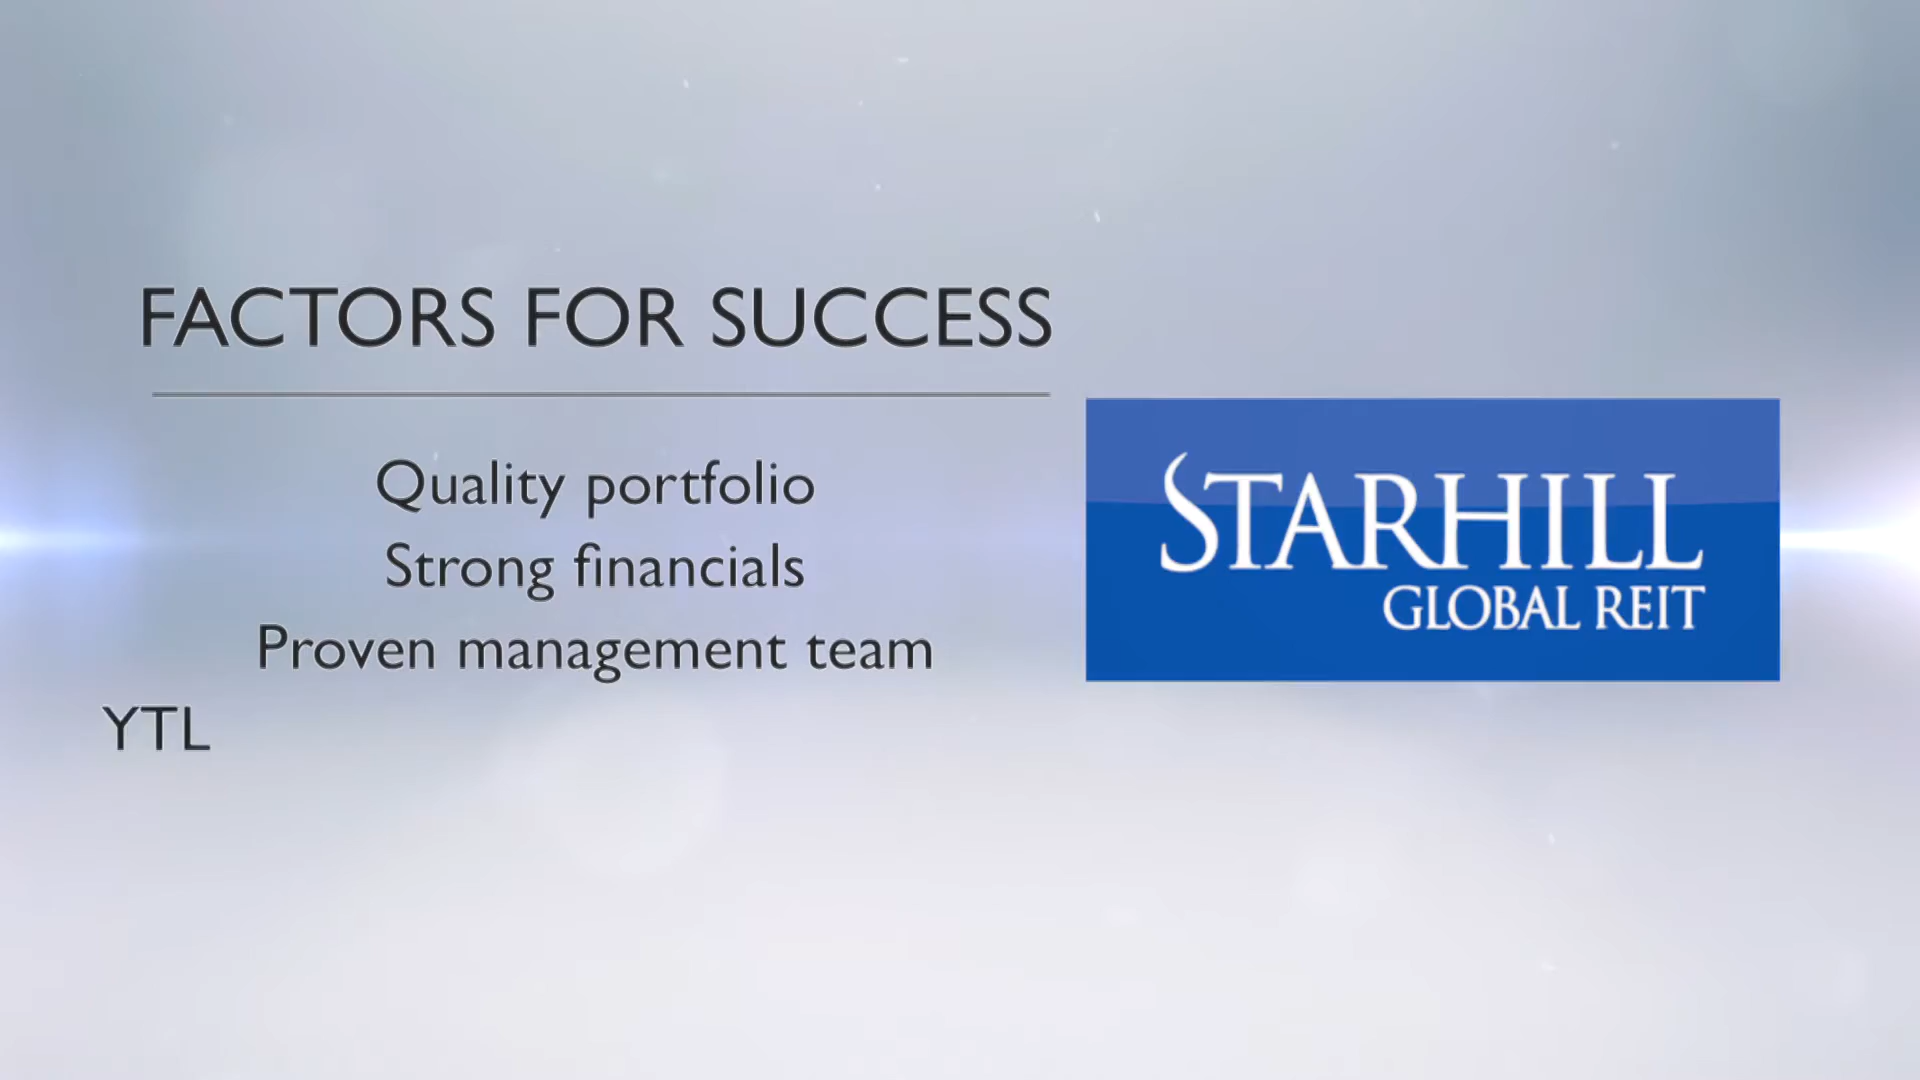 FACTORS FOR SUCCESS
Quality portfolio
Strong financials
Proven management team
YTL
STARHILL
GLOBAL REIT